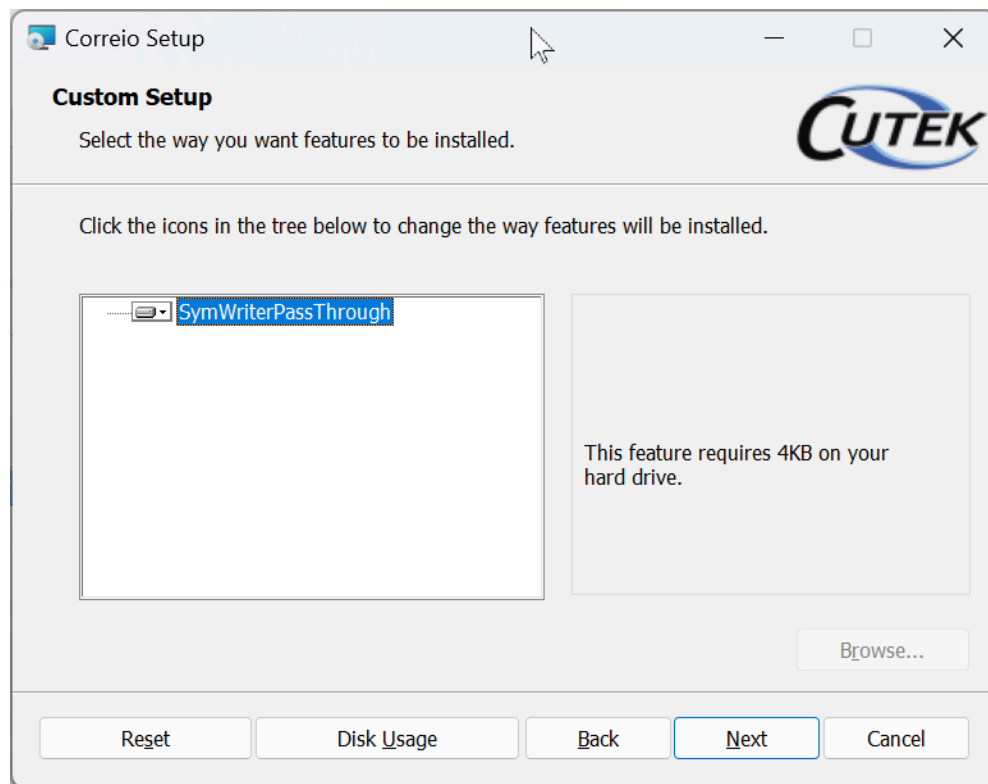 Correio Setup
Custom Setup
Select the way you want features to be installed.
CUTEK
Click the icons in the tree below to change the way features will be installed.
SymWriterPassThrough
This feature requires 4KB on your
hard drive.
Browse...
Reset
Disk Usage
Back
Next
Cancel